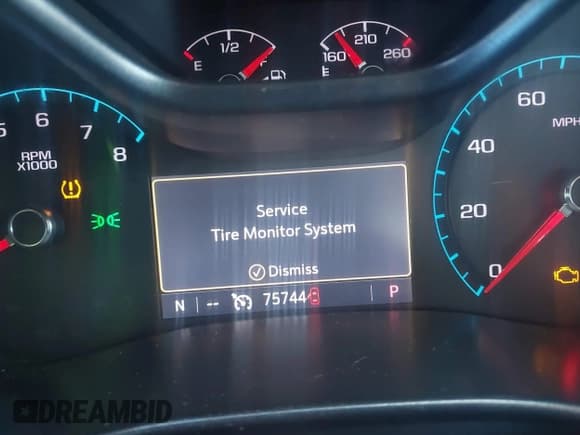 E 1/2 F
160 210 260
5 6 7 8
RPM
X1000
60
40
20
0
MPH
Service
Tire Monitor System
Dismiss
N -- 75744 P
DREAMBID